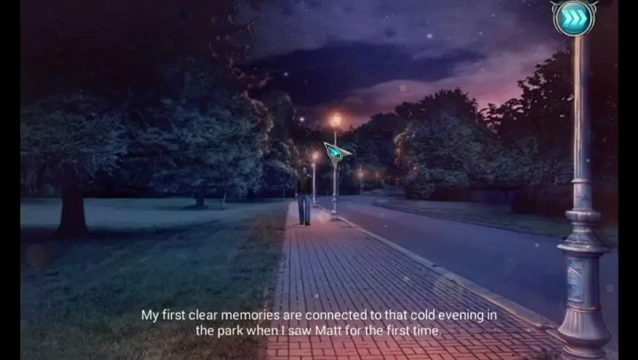 My first clear memories are connected to that cold evening in
the park when I saw Matt for the first time.